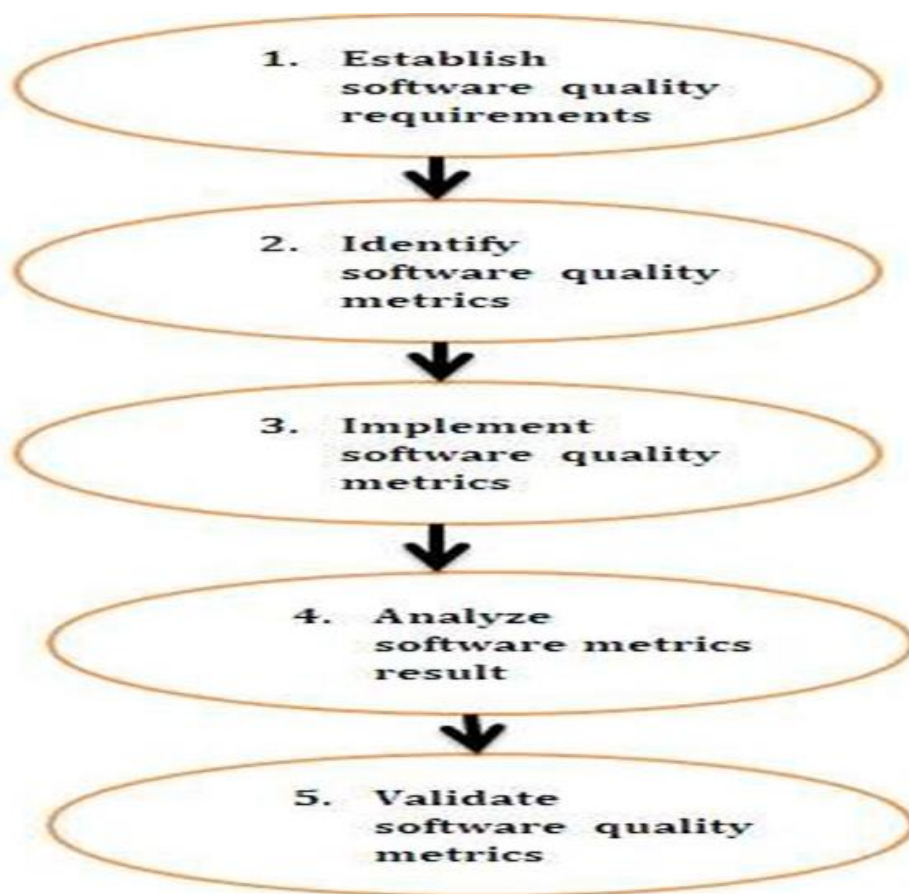 1. Establish
software quality
requirements
2. Identify
software quality
metrics
3. Implement
software quality
metrics
4. Analyze
software metrics
result
5. Validate
software quality
metrics